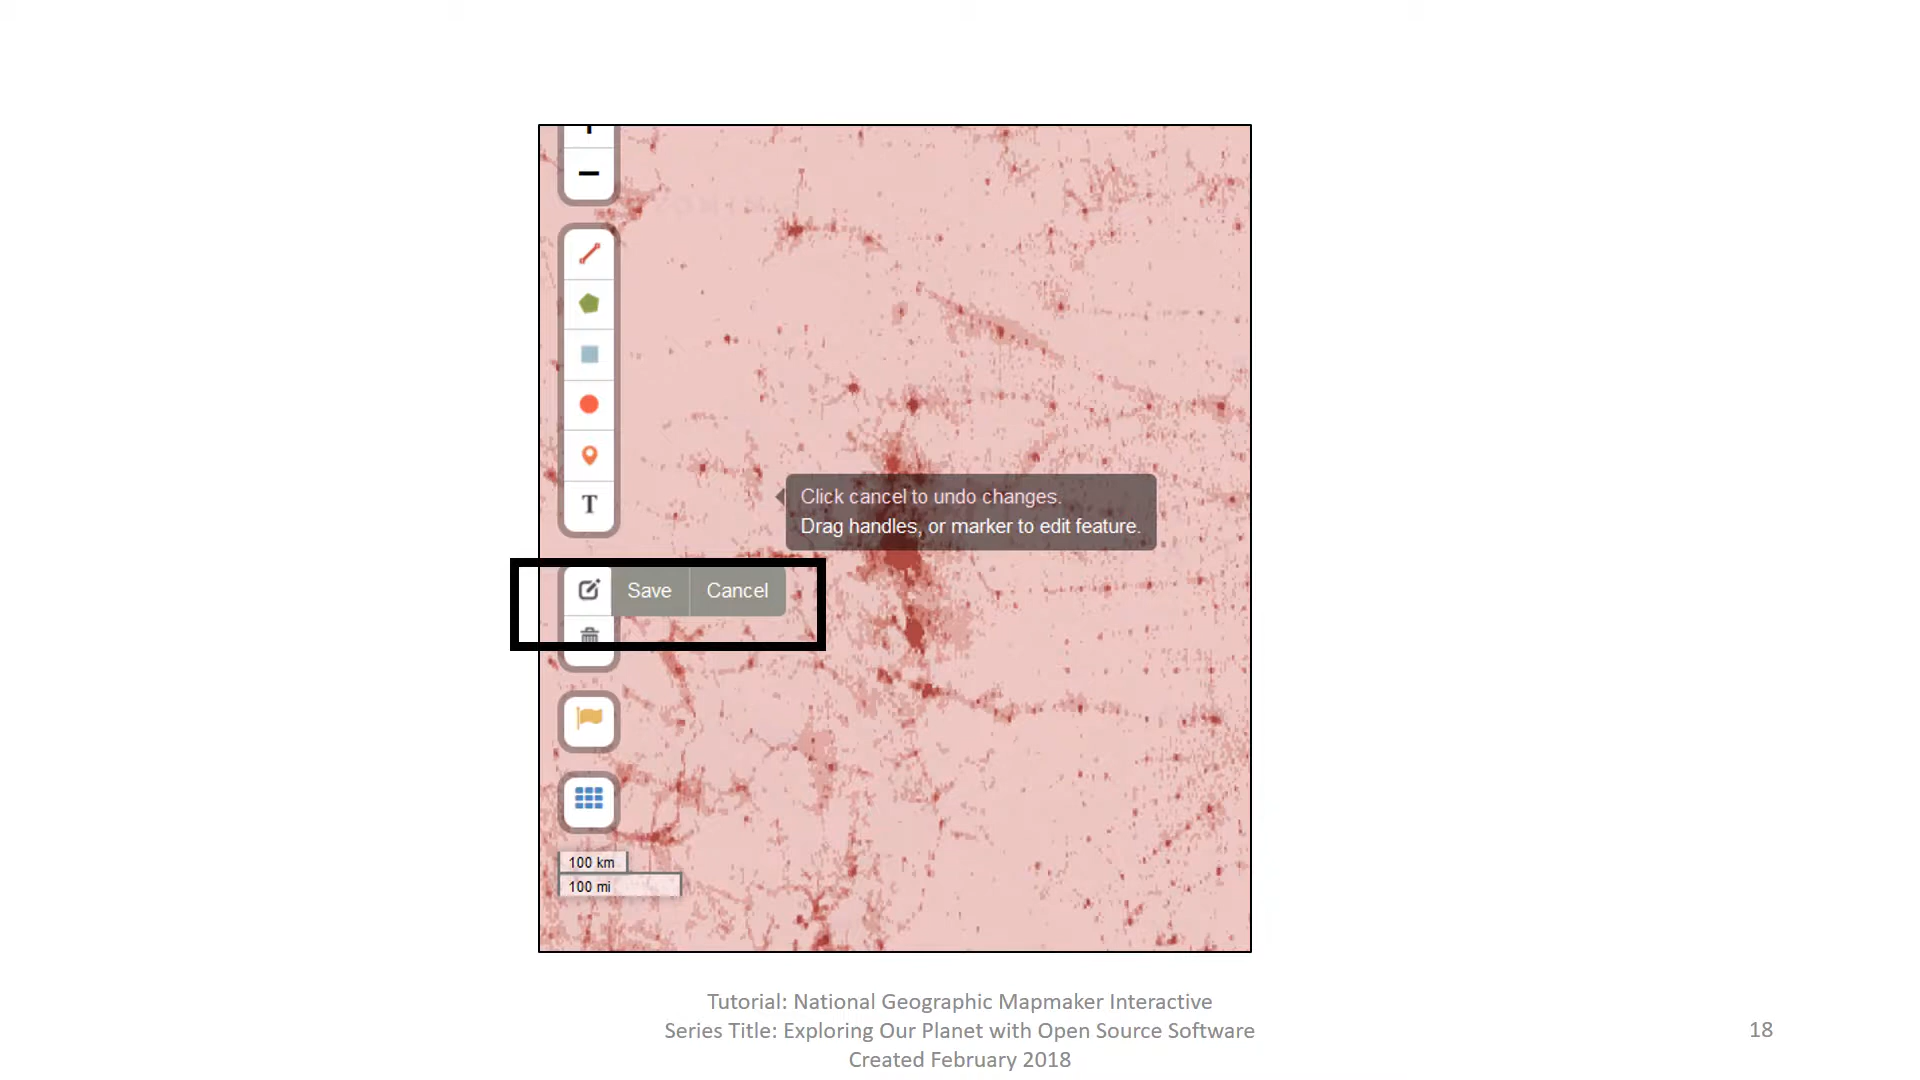 T
Click cancel to undo changes.
Drag handles, or marker to edit feature.
Save Cancel
100 km
100 mi
Tutorial: National Geographic Mapmaker Interactive
Series Title: Exploring Our Planet with Open Source Software
Created February 2018
18